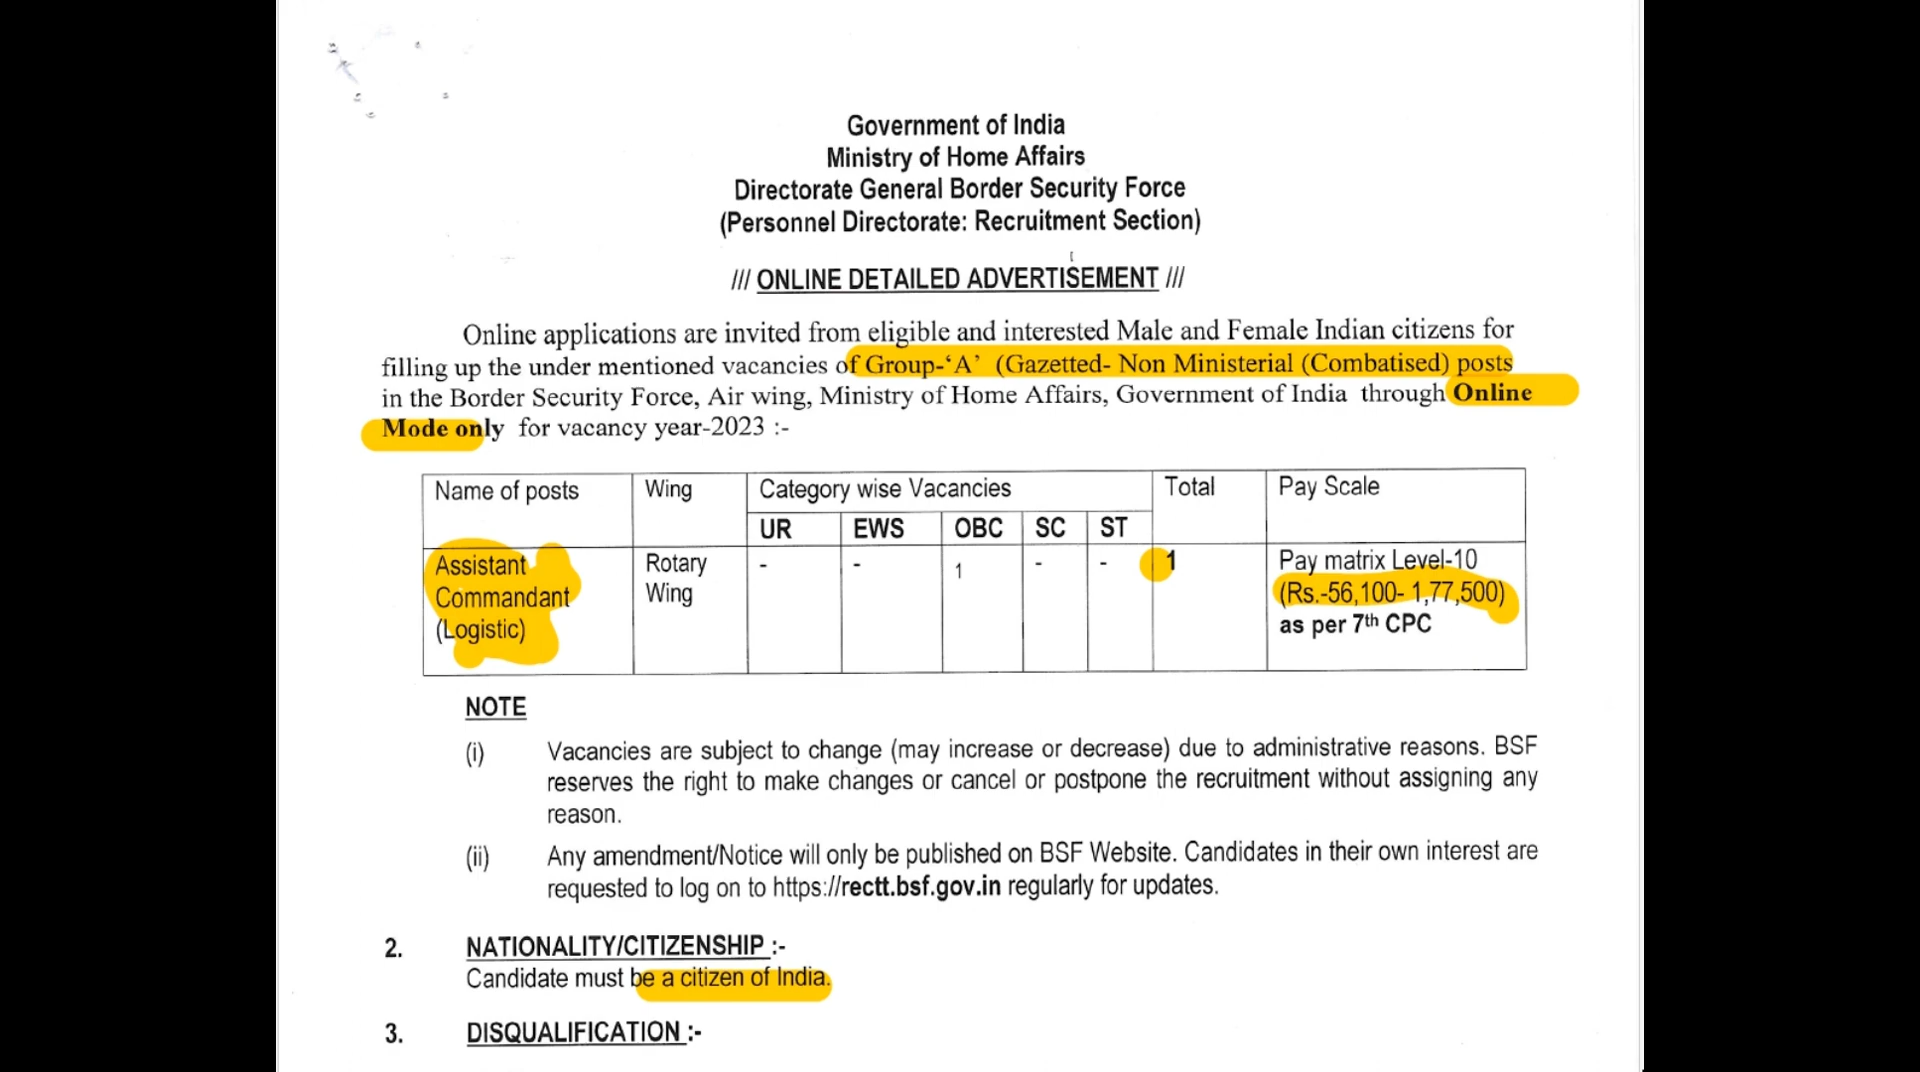 Government of India
Ministry of Home Affairs
Directorate General Border Security Force
(Personnel Directorate: Recruitment Section)
/// ONLINE DETAILED ADVERTISEMENT ///
Online applications are invited from eligible and interested Male and Female Indian citizens for
filling up the under mentioned vacancies of Group-‘A’ (Gazetted- Non Ministerial (Combatised) posts
in the Border Security Force, Air wing, Ministry of Home Affairs, Government of India through Online
Mode only for vacancy year-2023 :-
Name of posts Wing Category wise Vacancies Total Pay Scale
UR EWS OBC SC ST
Assistant Rotary - - 1 - - 1 Pay matrix Level-10
Commandant Wing (Rs.-56,100- 1,77,500)
(Logistic) as per 7th CPC
NOTE
(i) Vacancies are subject to change (may increase or decrease) due to administrative reasons. BSF
reserves the right to make changes or cancel or postpone the recruitment without assigning any
reason.
(ii) Any amendment/Notice will only be published on BSF Website. Candidates in their own interest are
requested to log on to https://rectt.bsf.gov.in regularly for updates.
2. NATIONALITY/CITIZENSHIP :-
Candidate must be a citizen of India.
3. DISQUALIFICATION :-